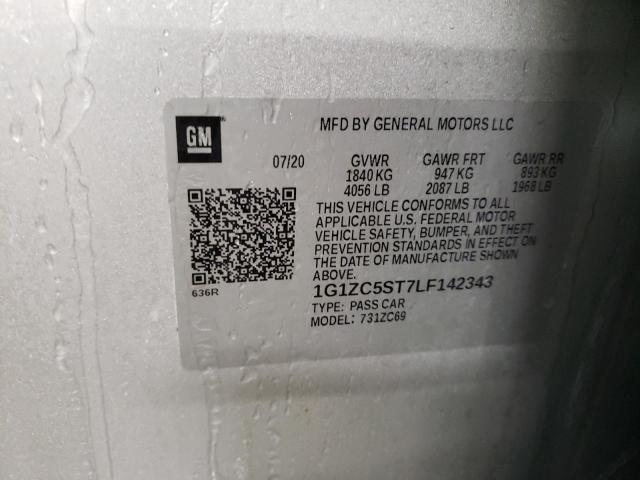 GM
MFD BY GENERAL MOTORS LLC
07/20 GVWR GAWR FRT GAWR RR
1840 KG 947 KG 893 KG
4056 LB 2087 LB 1968 LB
THIS VEHICLE CONFORMS TO ALL
APPLICABLE U.S. FEDERAL MOTOR
VEHICLE SAFETY, BUMPER, AND THEFT
PREVENTION STANDARDS IN EFFECT ON
THE DATE OF MANUFACTURE SHOWN
ABOVE.
636R
1G1ZC5ST7LF142343
TYPE: PASS CAR
MODEL: 731ZC69